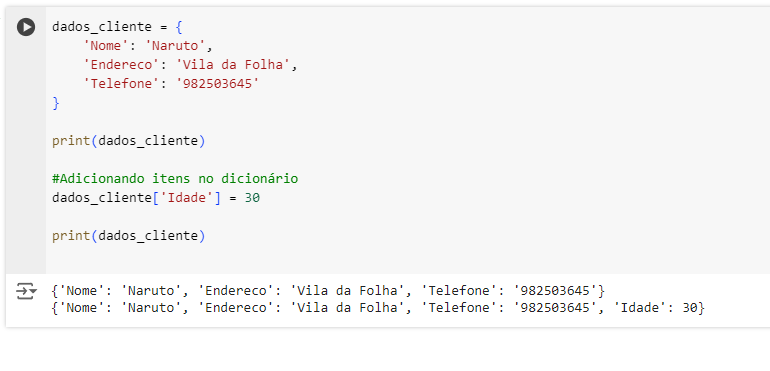 dados_cliente = {
    'Nome': 'Naruto',
    'Endereco': 'Vila da Folha',
    'Telefone': '982503645'
}
print(dados_cliente)
#Adicionando itens no dicionário
dados_cliente['Idade'] = 30
print(dados_cliente)
{'Nome': 'Naruto', 'Endereco': 'Vila da Folha', 'Telefone': '982503645'}
{'Nome': 'Naruto', 'Endereco': 'Vila da Folha', 'Telefone': '982503645', 'Idade': 30}